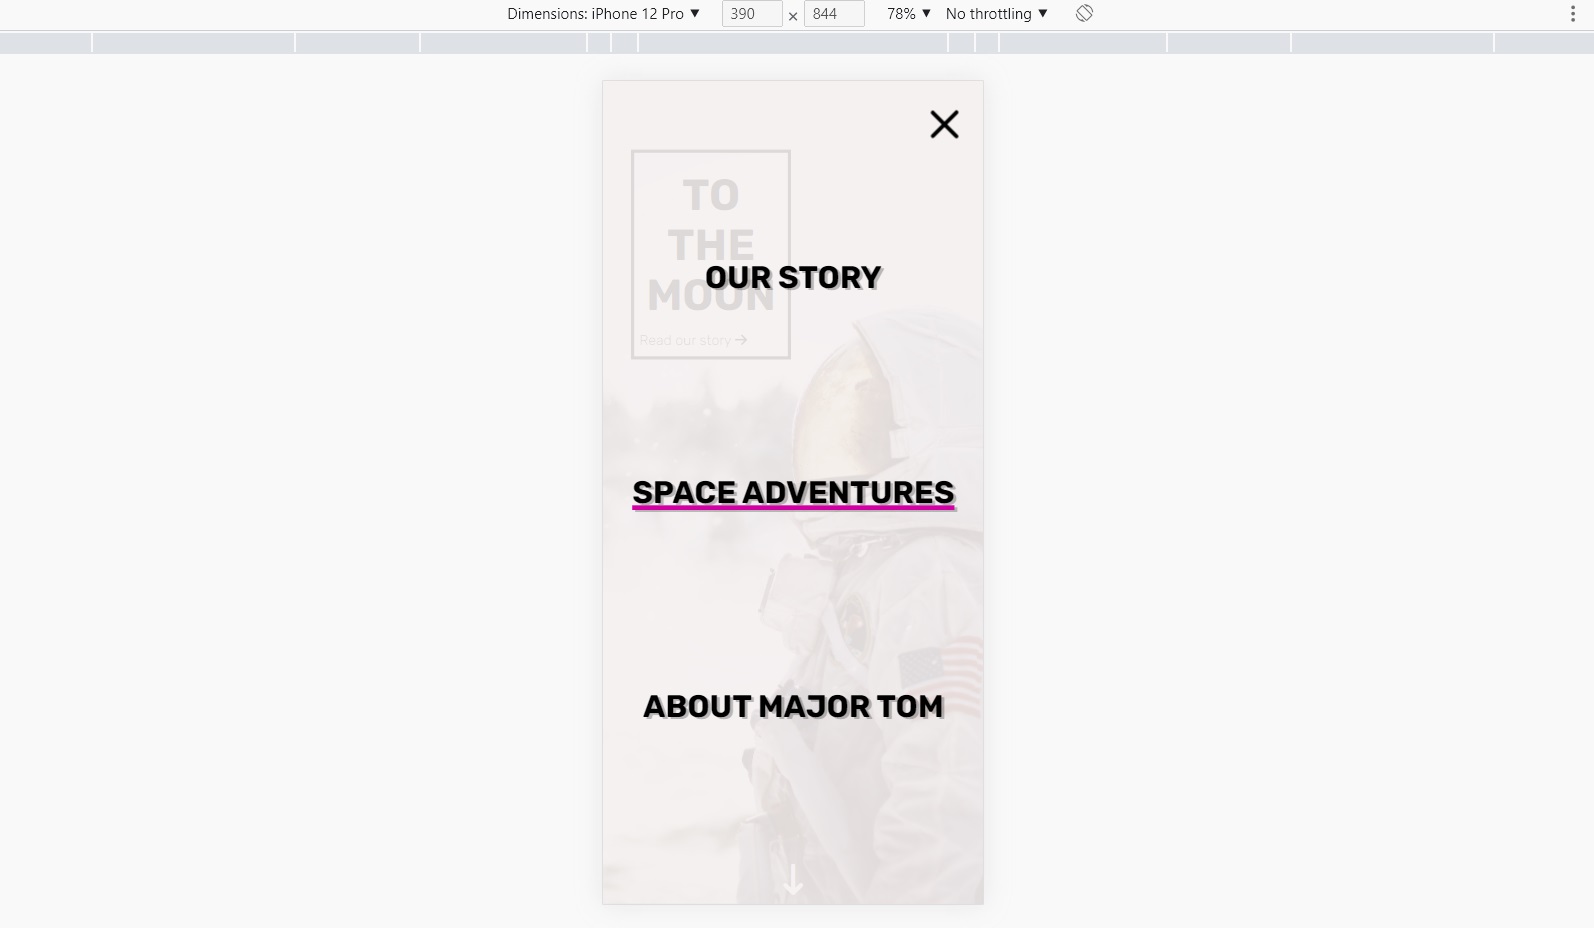 Dimensions: iPhone 12 Pro ▼ 390 × 844 78% ▼ No throttling ▼
TO
THE
MOON
OUR STORY
Read our story →
SPACE ADVENTURES
ABOUT MAJOR TOM